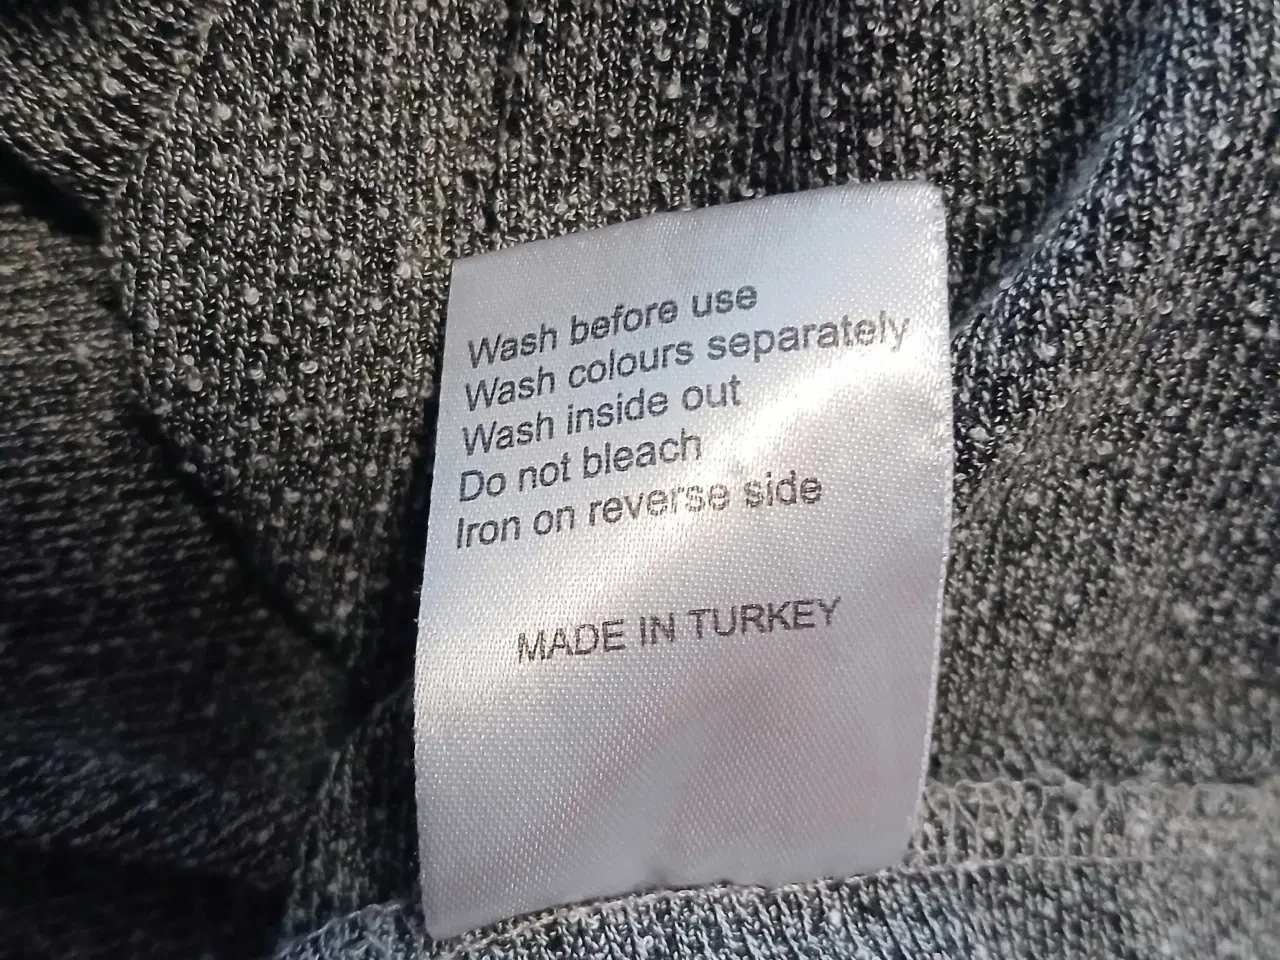 Wash before use
Wash colours separately
Wash inside out
Do not bleach
Iron on reverse side
MADE IN TURKEY